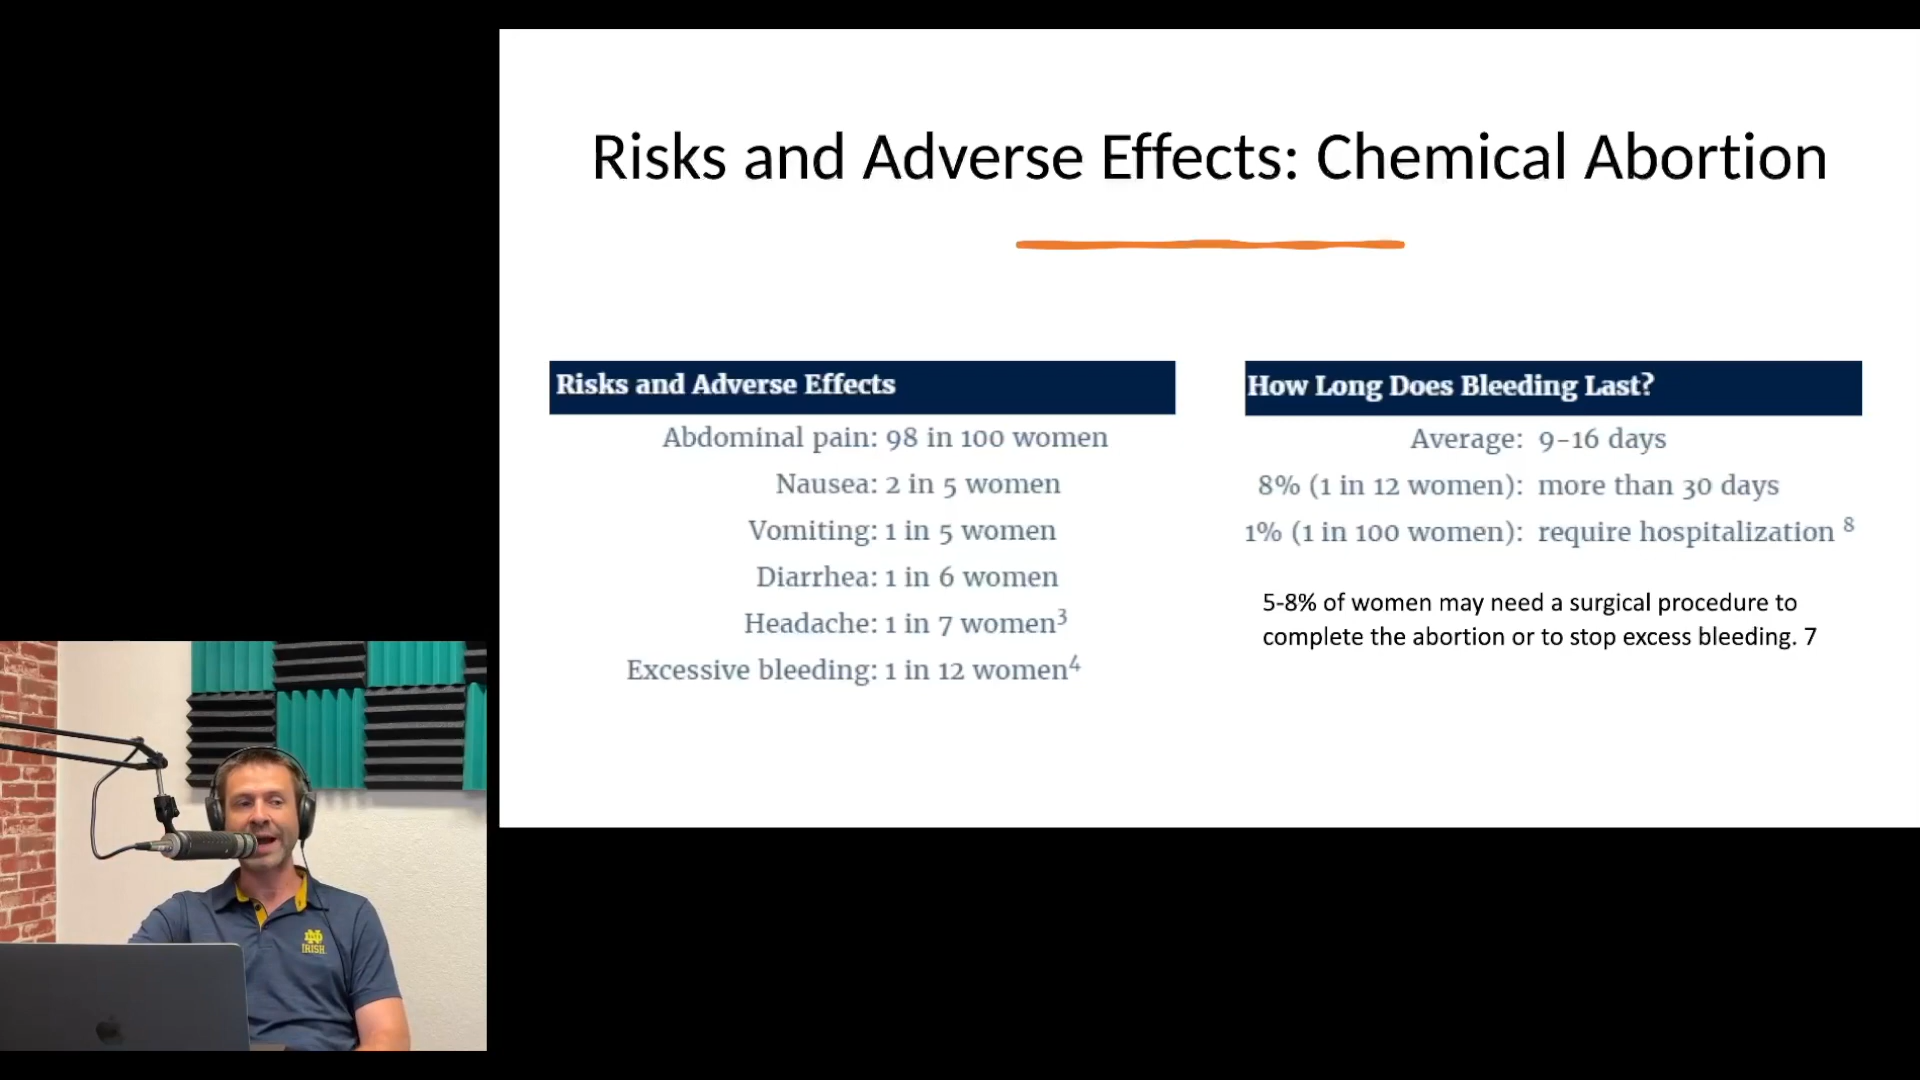 Risks and Adverse Effects: Chemical Abortion
Risks and Adverse Effects
Abdominal pain: 98 in 100 women
Nausea: 2 in 5 women
Vomiting: 1 in 5 women
Diarrhea: 1 in 6 women
Headache: 1 in 7 women3
Excessive bleeding: 1 in 12 women4
How Long Does Bleeding Last?
Average: 9-16 days
8% (1 in 12 women): more than 30 days
1% (1 in 100 women): require hospitalization 8
5-8% of women may need a surgical procedure to
complete the abortion or to stop excess bleeding. 7
ND
IRISH